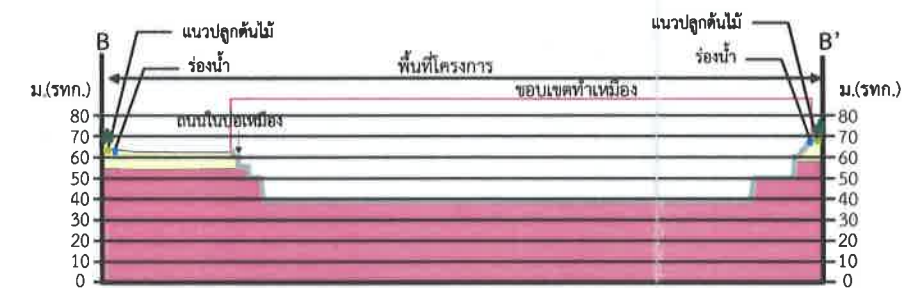 แนวปลูกต้นไม้ แนวปลูกต้นไม้
B B'
ร่องน้ำ ร่องน้ำ
พื้นที่โครงการ
ม.(รทก.) ม.(รทก.)
ขอบเขตทำเหมือง
80 80
ถนนในบ่อเหมือง
70 70
60 60
50 50
40 40
30 30
20 20
10 10
0 0